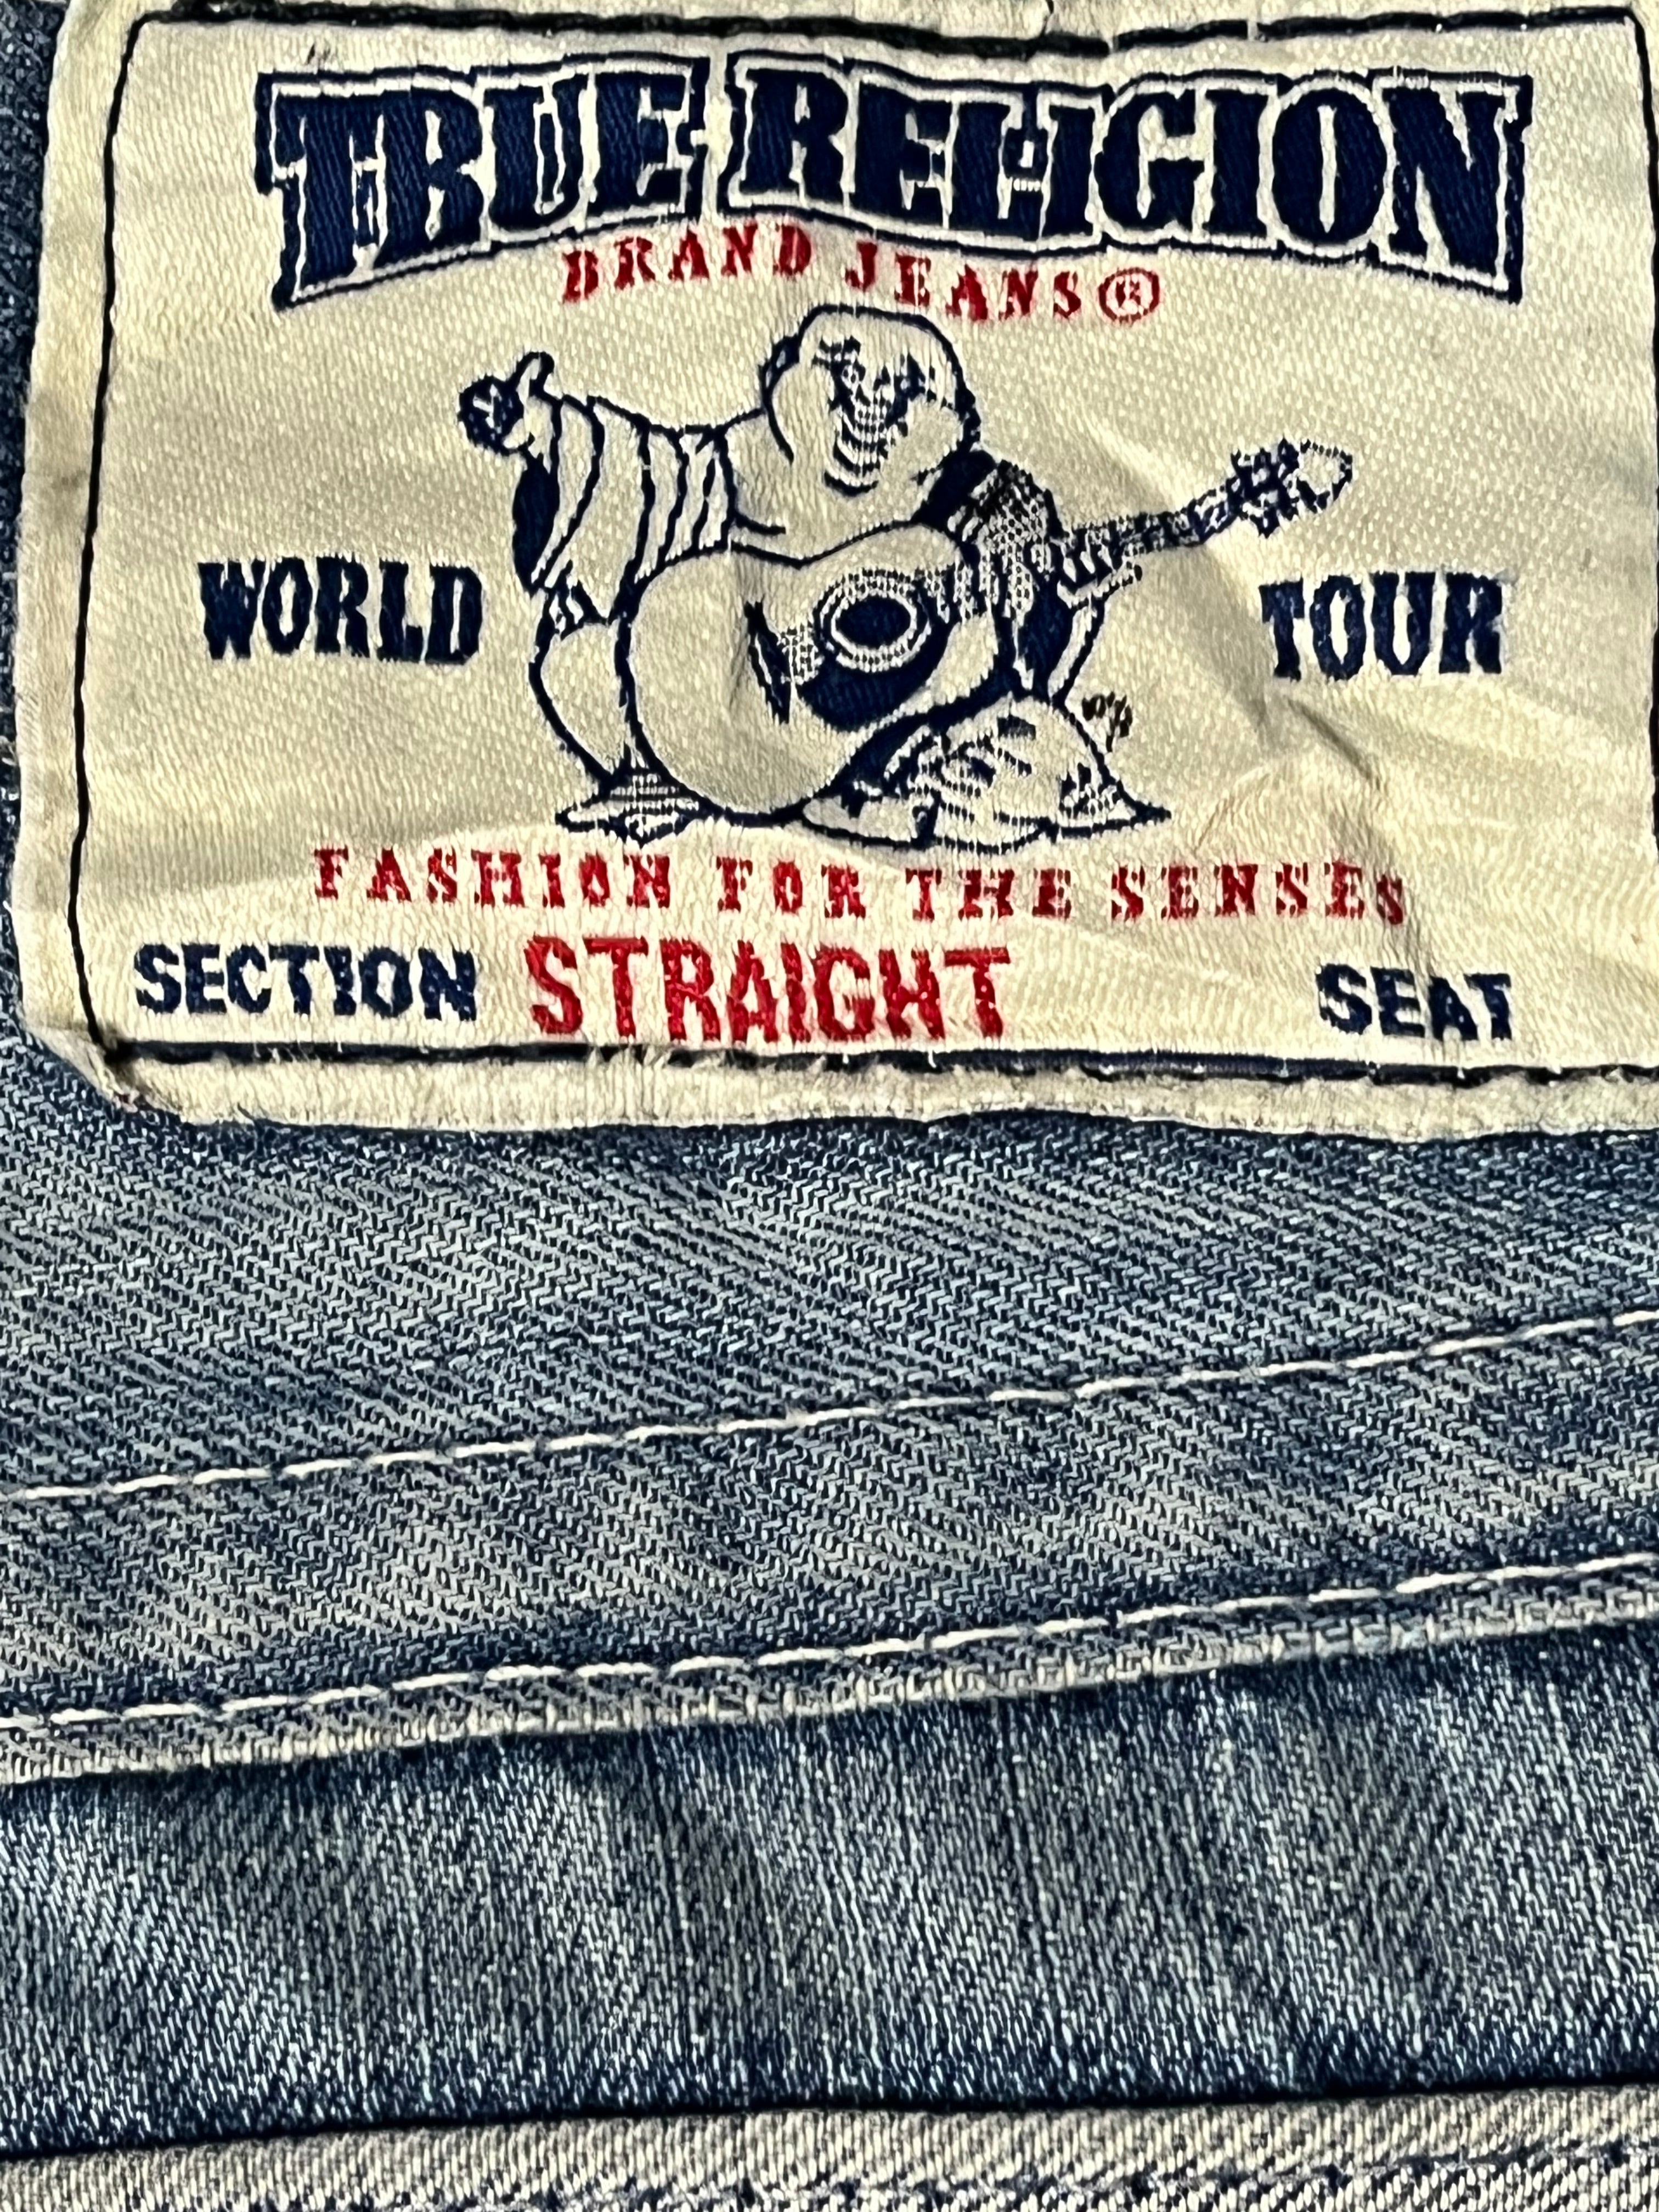 TRUE RELIGION
BRAND JEANS®
WORLD TOUR
FASHION FOR THE SENSES
SECTION STRAIGHT SEAT